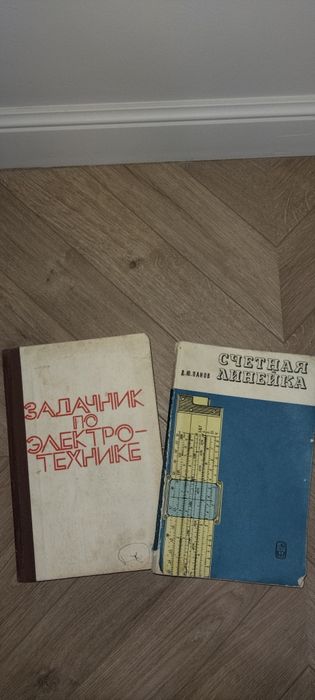 ЗАДАЧНИК
ПО
ЭЛЕКТРО-
ТЕХНИКЕ
Д.Ю.ПАНОВ
СЧЕТНАЯ
ЛИНЕЙКА